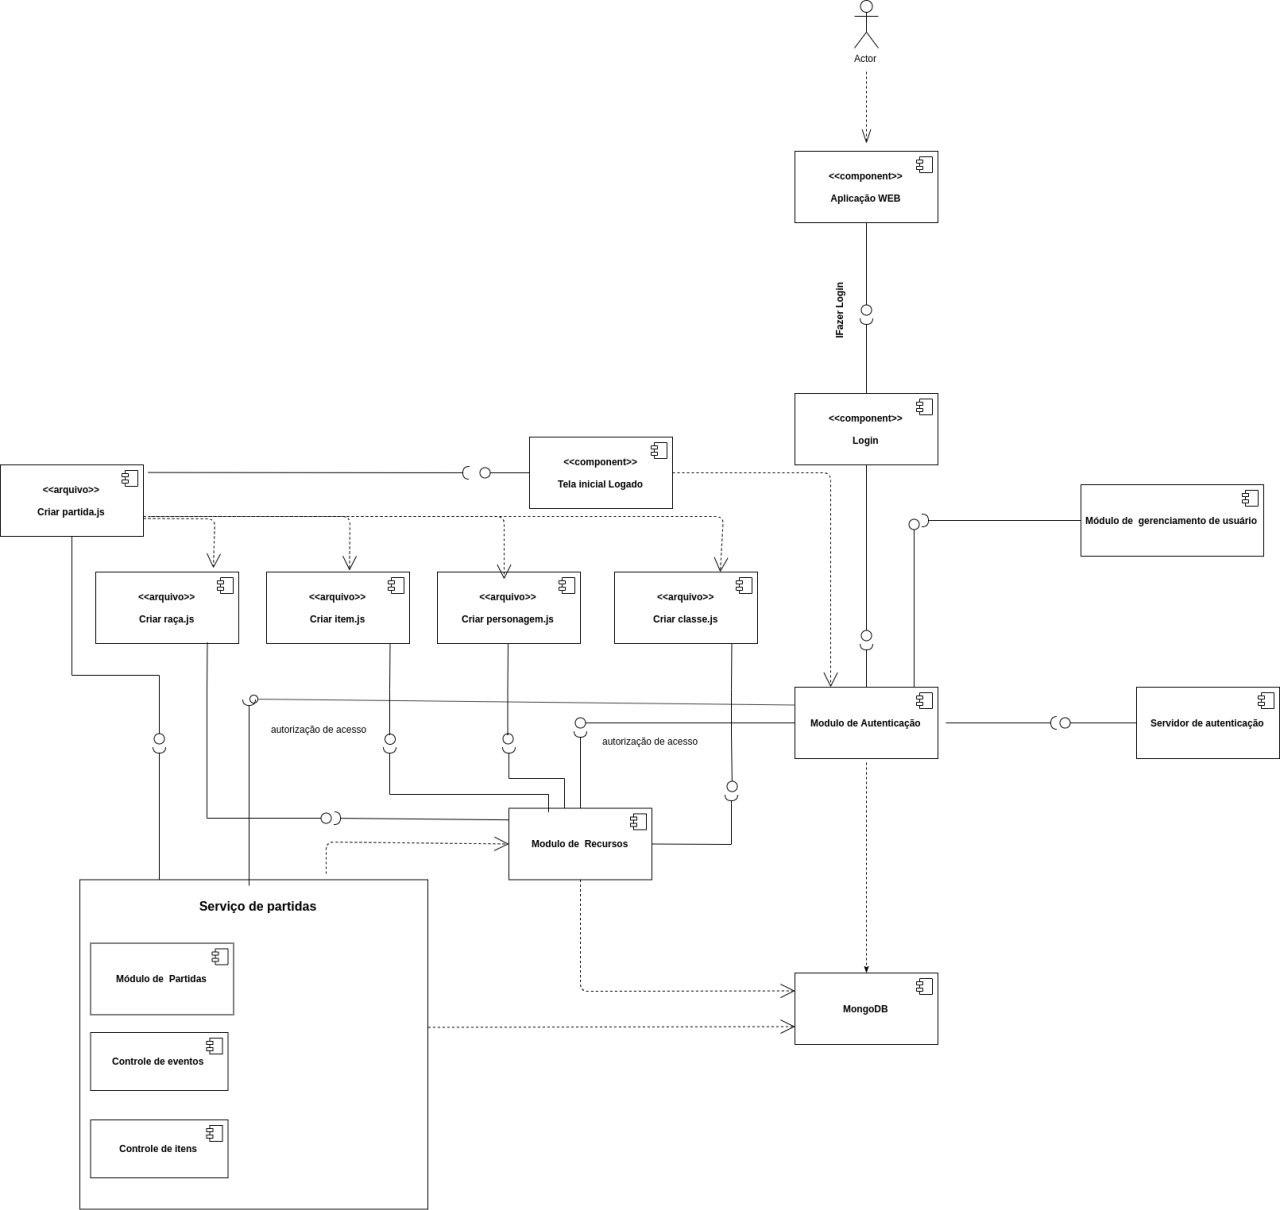 Actor
<<component>>
Aplicação WEB
IFazer Login
<<component>>
Login
<<component>>
Tela inicial Logado
<<arquivo>>
Criar partida.js
Módulo de gerenciamento de usuário
<<arquivo>>
Criar raça.js
<<arquivo>>
Criar item.js
<<arquivo>>
Criar personagem.js
<<arquivo>>
Criar classe.js
Modulo de Autenticação
Servidor de autenticação
autorização de acesso
autorização de acesso
Modulo de Recursos
Serviço de partidas
Módulo de Partidas
Controle de eventos
Controle de itens
MongoDB